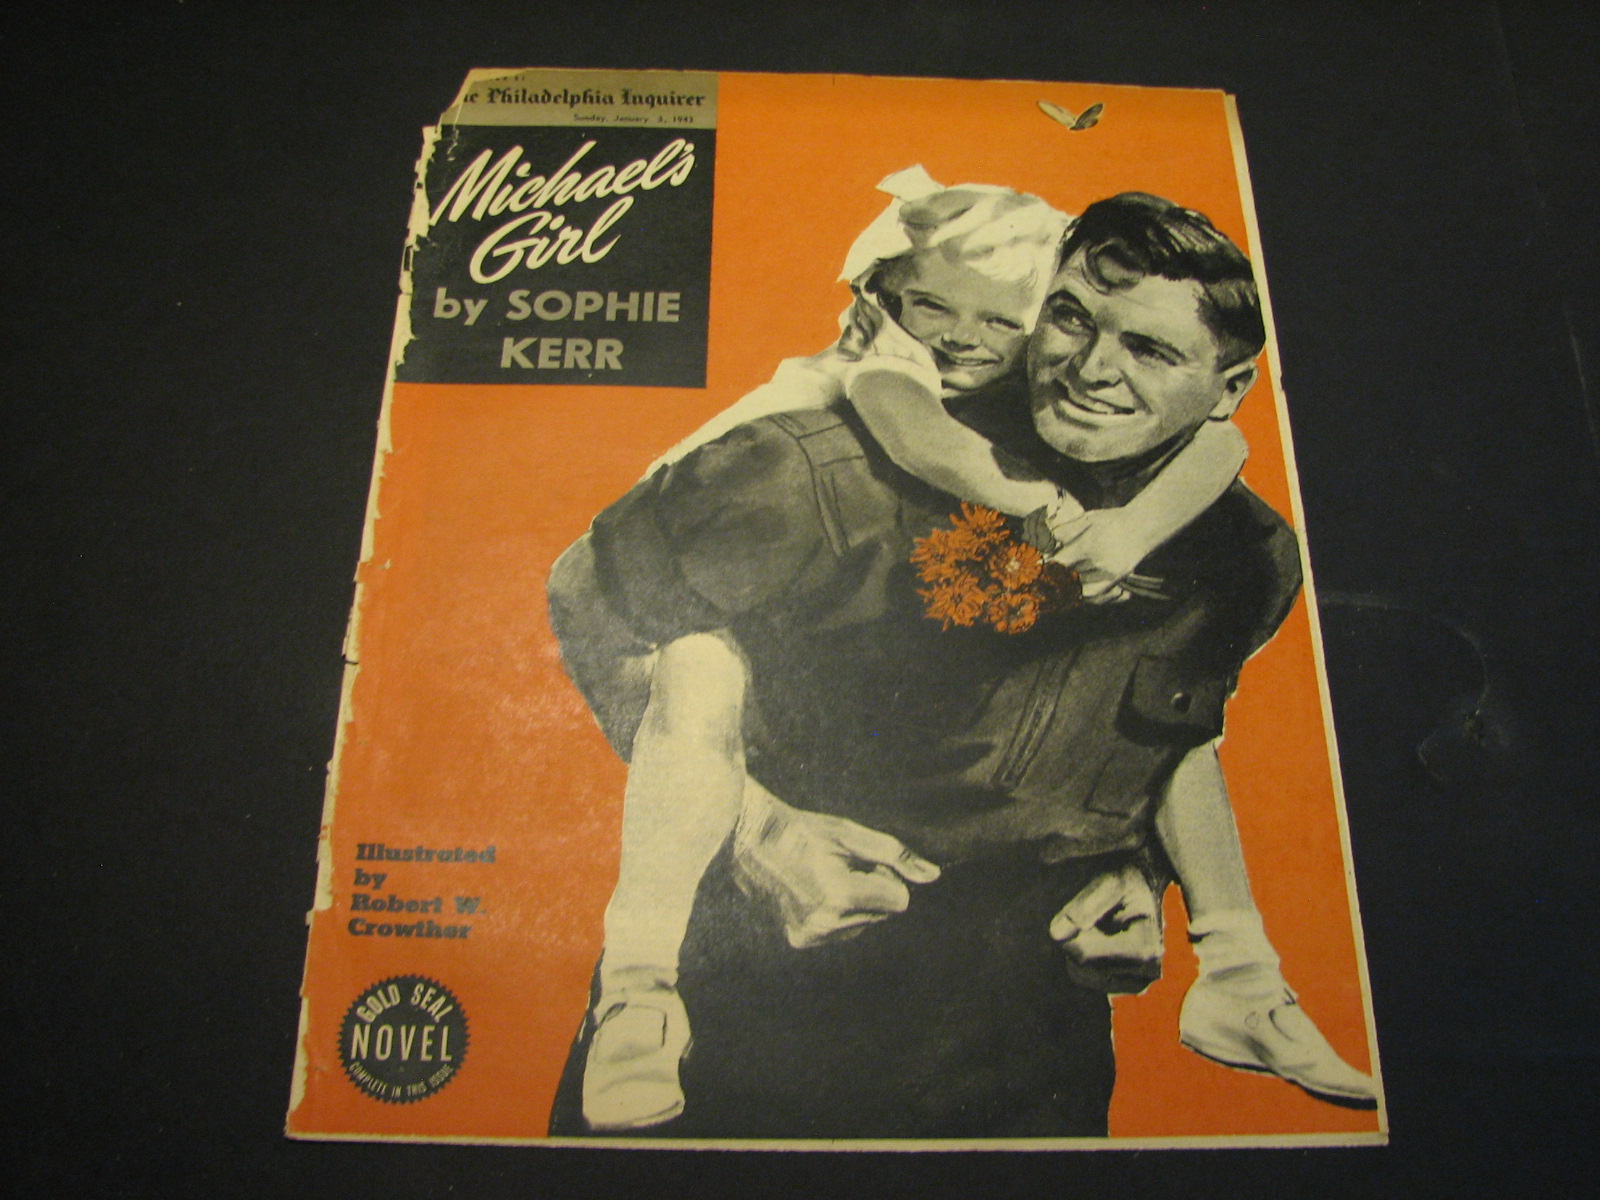 Philadelphia Inquirer
Sunday, January 3, 1943
Michael's
Girl
by SOPHIE
KERR
Illustrated
by
Robert W.
Crowther
GOLD SEAL
NOVEL
COMPLETE IN THIS ISSUE